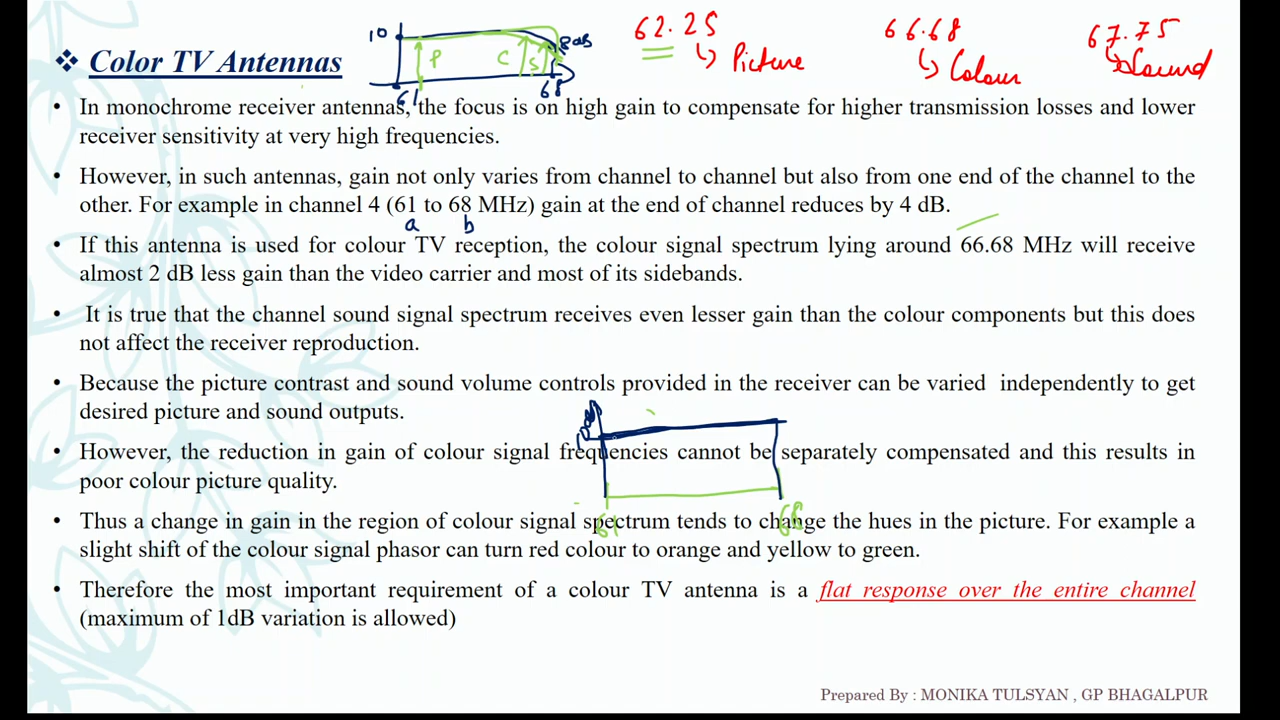 10
8dB
P
C
S
61
68
62.25
↳ Picture
66.68
↳ Colour
67.75
↳ Sound
❖ Color TV Antennas
• In monochrome receiver antennas, the focus is on high gain to compensate for higher transmission losses and lower
receiver sensitivity at very high frequencies.
• However, in such antennas, gain not only varies from channel to channel but also from one end of the channel to the
other. For example in channel 4 (61 to 68 MHz) gain at the end of channel reduces by 4 dB.
a b
• If this antenna is used for colour TV reception, the colour signal spectrum lying around 66.68 MHz will receive
almost 2 dB less gain than the video carrier and most of its sidebands.
• It is true that the channel sound signal spectrum receives even lesser gain than the colour components but this does
not affect the receiver reproduction.
• Because the picture contrast and sound volume controls provided in the receiver can be varied independently to get
desired picture and sound outputs.
10dB
• However, the reduction in gain of colour signal frequencies cannot be separately compensated and this results in
poor colour picture quality.
• Thus a change in gain in the region of colour signal spectrum tends to change the hues in the picture. For example a
61 68
slight shift of the colour signal phasor can turn red colour to orange and yellow to green.
• Therefore the most important requirement of a colour TV antenna is a flat response over the entire channel
(maximum of 1dB variation is allowed)
Prepared By : MONIKA TULSYAN , GP BHAGALPUR